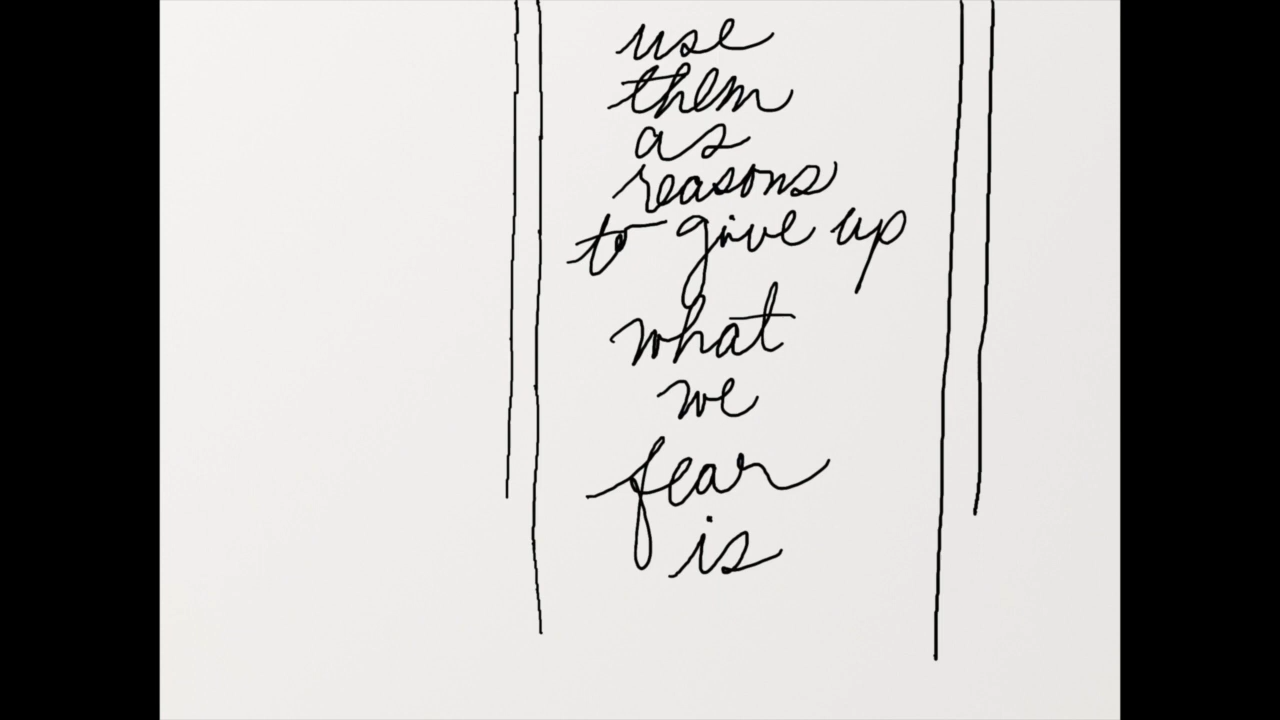 use
them
as
reasons
to give up
what
we
fear
is